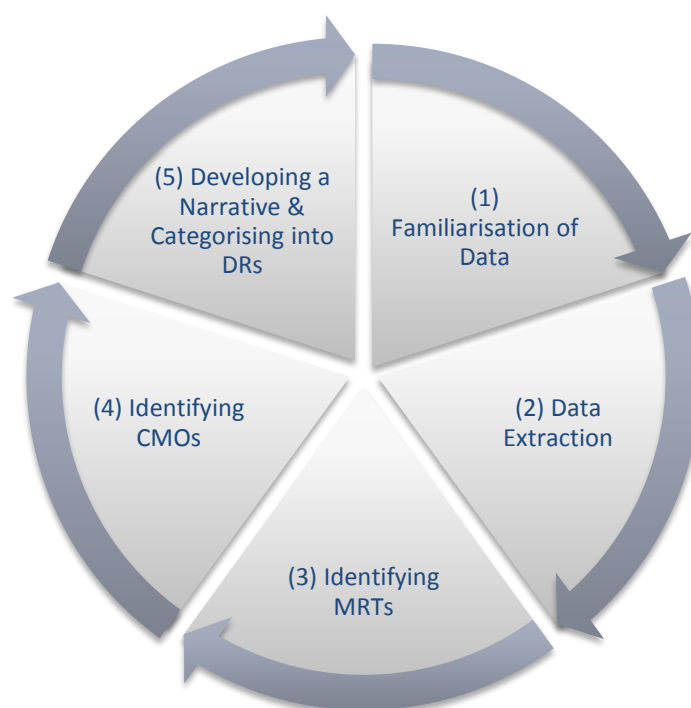 (1)
Familiarisation of
Data
(2) Data
Extraction
(3) Identifying
MRTs
(4) Identifying
CMOs
(5) Developing a
Narrative &
Categorising into
DRs